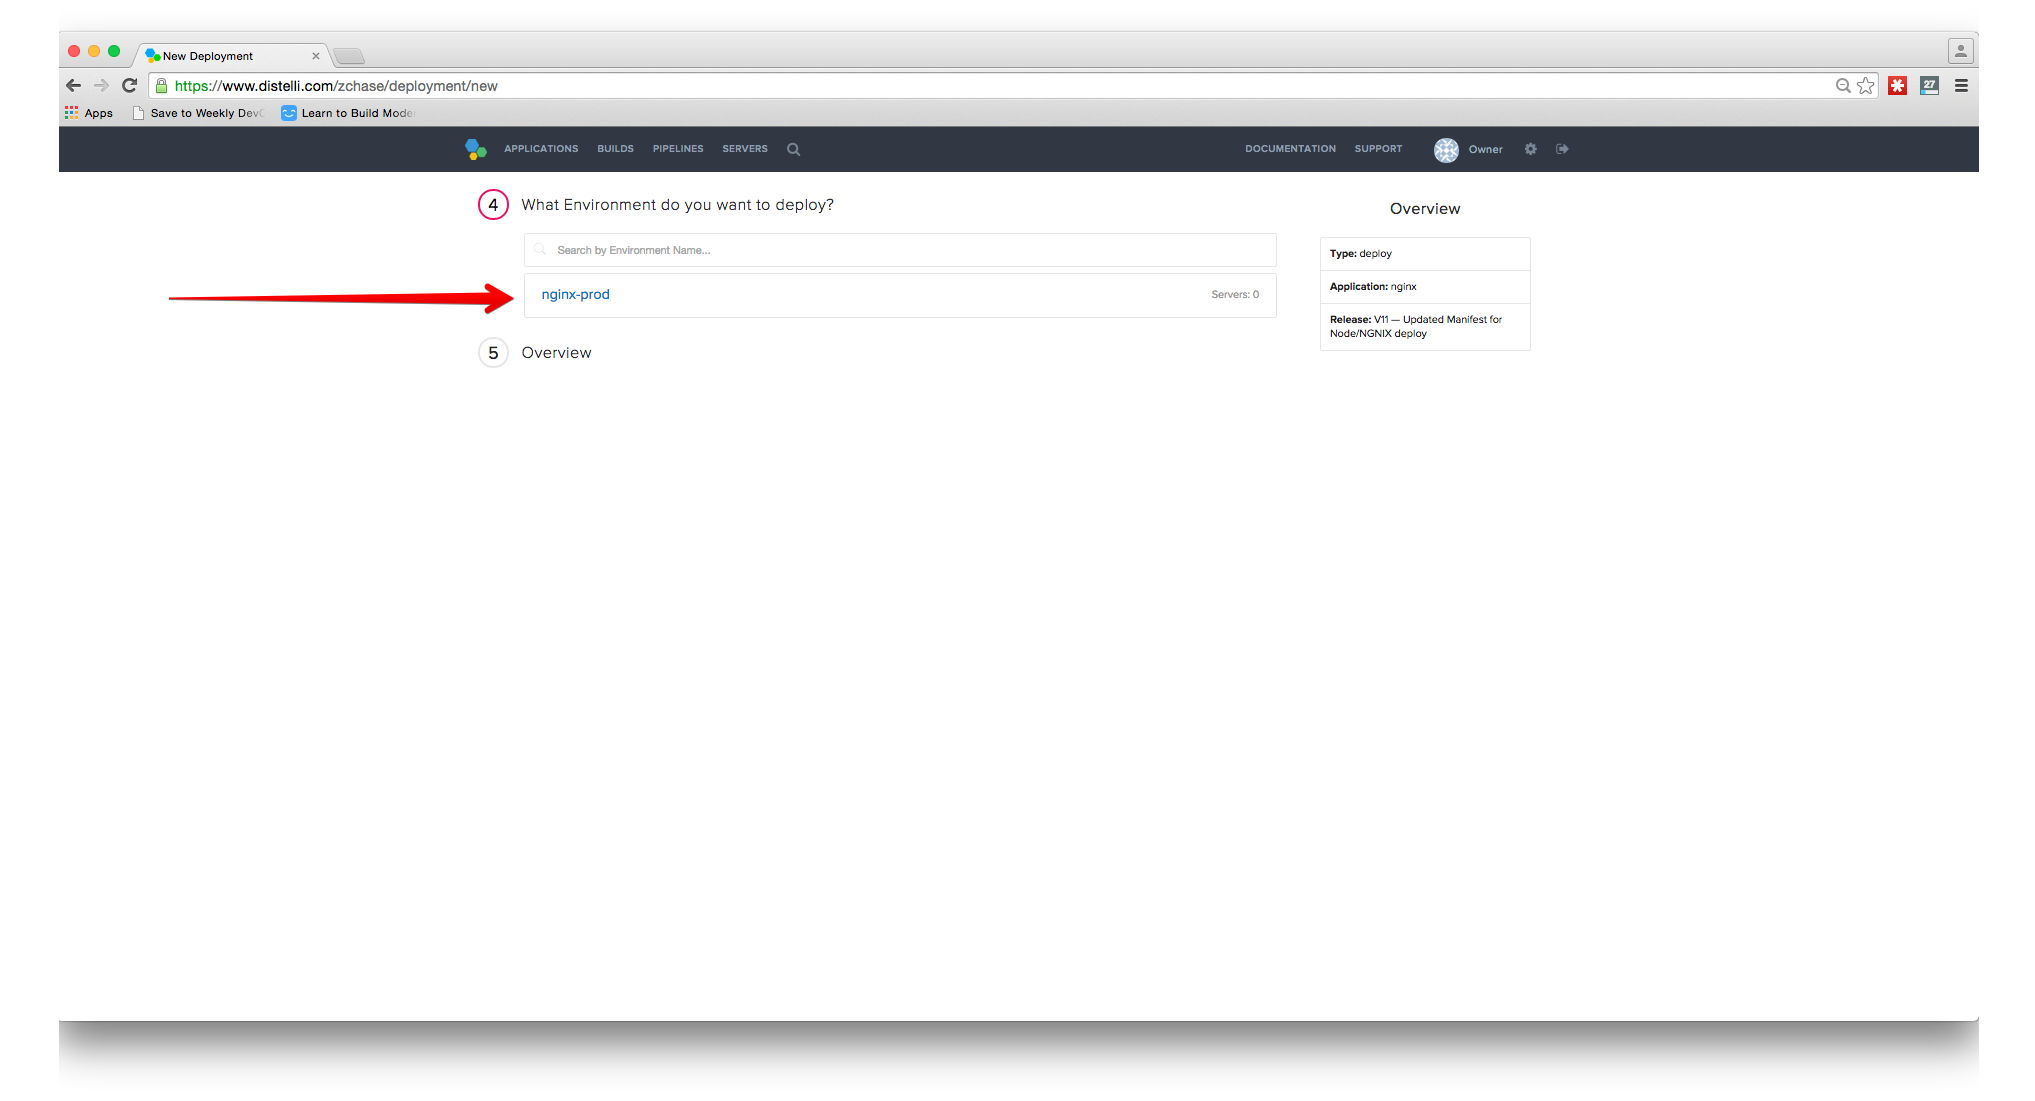 New Deployment
https://www.distelli.com/zchase/deployment/new
27
Apps
Save to Weekly Dev
Learn to Build Mode
APPLICATIONS BUILDS PIPELINES SERVERS
DOCUMENTATION SUPPORT Owner
4 What Environment do you want to deploy?
Search by Environment Name...
nginx-prod Servers: 0
5 Overview
Overview
Type: deploy
Application: nginx
Release: V11 — Updated Manifest for
Node/NGNIX deploy